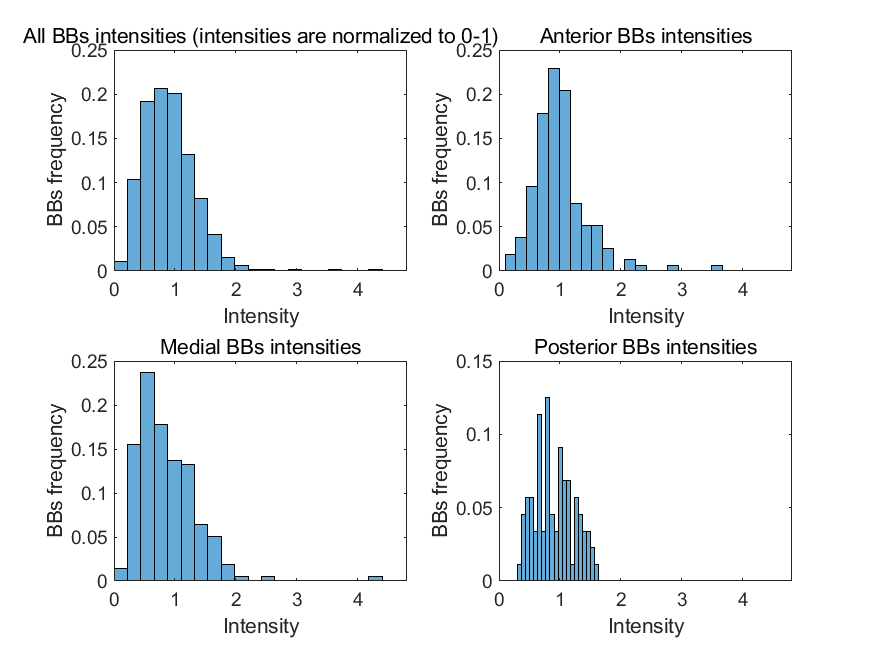 All BBs intensities (intensities are normalized to 0-1)
0.25
0.2
0.15
0.1
0.05
0
BBs frequency
0 1 2 3 4
Intensity
Anterior BBs intensities
0.25
0.2
0.15
0.1
0.05
0
BBs frequency
0 1 2 3 4
Intensity
Medial BBs intensities
0.25
0.2
0.15
0.1
0.05
0
BBs frequency
0 1 2 3 4
Intensity
Posterior BBs intensities
0.15
0.1
0.05
0
BBs frequency
0 1 2 3 4
Intensity